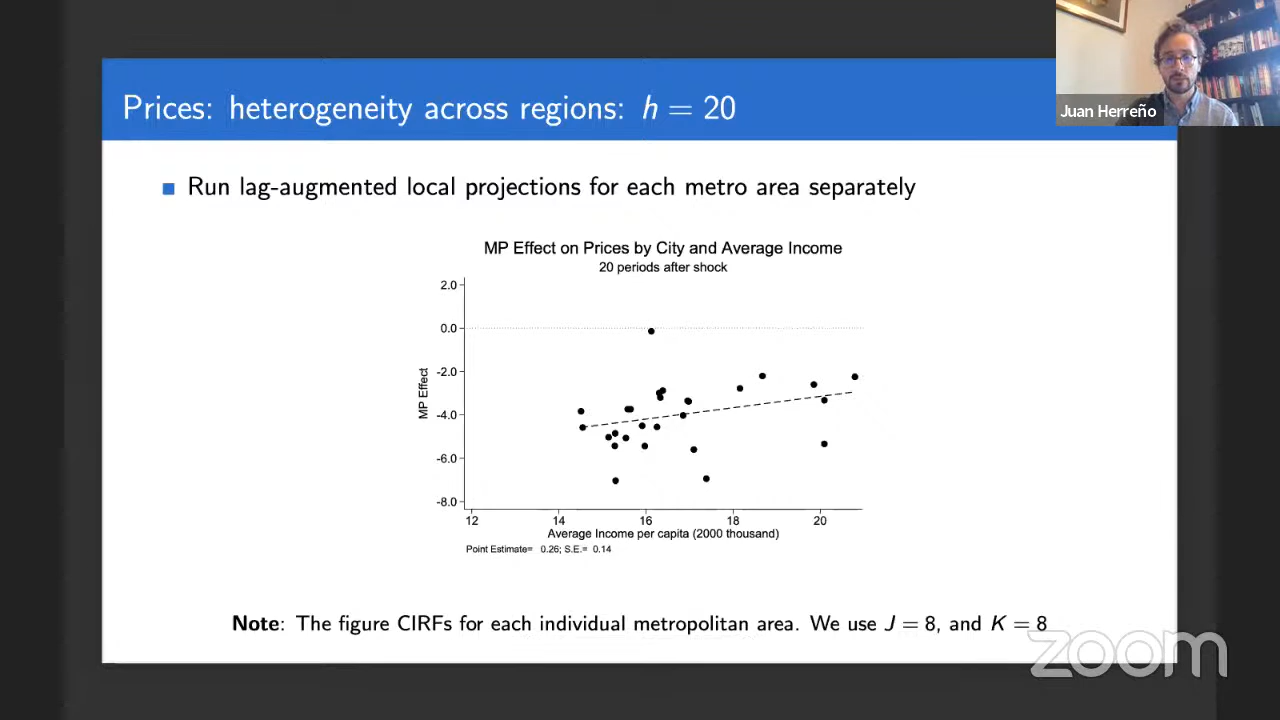 Juan Herreño
Prices: heterogeneity across regions: h = 20
Run lag-augmented local projections for each metro area separately
MP Effect on Prices by City and Average Income
20 periods after shock
2.0
0.0
-2.0
-4.0
-6.0
-8.0
MP Effect
12 14 16 18 20
Average Income per capita (2000 thousand)
Point Estimate= 0.26; S.E.= 0.14
Note: The figure CIRFs for each individual metropolitan area. We use J = 8, and K = 8
zoom